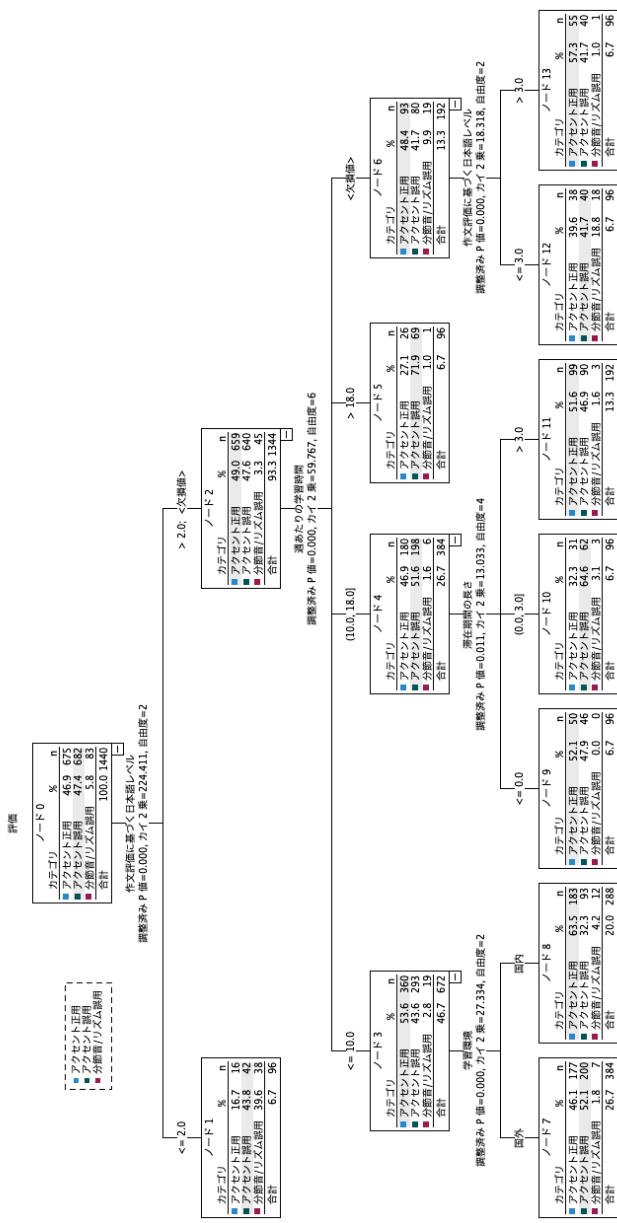 評価
アクセント正用
アクセント誤用
分節音/リズム誤用
ノード 0
カテゴリ % n
アクセント正用 46.9 675
アクセント誤用 47.4 682
分節音/リズム誤用 5.8 83
合計 100.0 1440
作文評価に基づく日本語レベル
調整済み P 値=0.000, カイ 2 乗=224.411, 自由度=2
<= 2.0
> 2.0; <欠損値>
ノード 1
カテゴリ % n
アクセント正用 16.7 16
アクセント誤用 43.8 42
分節音/リズム誤用 39.6 38
合計 6.7 96
ノード 2
カテゴリ % n
アクセント正用 49.0 659
アクセント誤用 47.6 640
分節音/リズム誤用 3.3 45
合計 93.3 1344
週あたりの学習時間
調整済み P 値=0.000, カイ 2 乗=59.767, 自由度=6
<= 10.0
(10.0, 18.0]
> 18.0
<欠損値>
ノード 3
カテゴリ % n
アクセント正用 53.6 360
アクセント誤用 43.6 293
分節音/リズム誤用 2.8 19
合計 46.7 672
学習環境
調整済み P 値=0.000, カイ 2 乗=27.334, 自由度=2
ノード 4
カテゴリ % n
アクセント正用 46.9 180
アクセント誤用 51.6 198
分節音/リズム誤用 1.6 6
合計 26.7 384
滞在期間の長さ
調整済み P 値=0.011, カイ 2 乗=13.033, 自由度=4
ノード 5
カテゴリ % n
アクセント正用 27.1 26
アクセント誤用 71.9 69
分節音/リズム誤用 1.0 1
合計 6.7 96
ノード 6
カテゴリ % n
アクセント正用 48.4 93
アクセント誤用 41.7 80
分節音/リズム誤用 9.9 19
合計 13.3 192
作文評価に基づく日本語レベル
調整済み P 値=0.000, カイ 2 乗=18.318, 自由度=2
国外
国内
<= 0.0
(0.0, 3.0]
> 3.0
<= 3.0
> 3.0
ノード 7
カテゴリ % n
アクセント正用 46.1 177
アクセント誤用 52.1 200
分節音/リズム誤用 1.8 7
合計 26.7 384
ノード 8
カテゴリ % n
アクセント正用 63.5 183
アクセント誤用 32.3 93
分節音/リズム誤用 4.2 12
合計 20.0 288
ノード 9
カテゴリ % n
アクセント正用 52.1 50
アクセント誤用 47.9 46
分節音/リズム誤用 0.0 0
合計 6.7 96
ノード 10
カテゴリ % n
アクセント正用 32.3 31
アクセント誤用 64.6 62
分節音/リズム誤用 3.1 3
合計 6.7 96
ノード 11
カテゴリ % n
アクセント正用 51.6 99
アクセント誤用 46.9 90
分節音/リズム誤用 1.6 3
合計 13.3 192
ノード 12
カテゴリ % n
アクセント正用 39.6 38
アクセント誤用 41.7 40
分節音/リズム誤用 18.8 18
合計 6.7 96
ノード 13
カテゴリ % n
アクセント正用 57.3 55
アクセント誤用 41.7 40
分節音/リズム誤用 1.0 1
合計 6.7 96